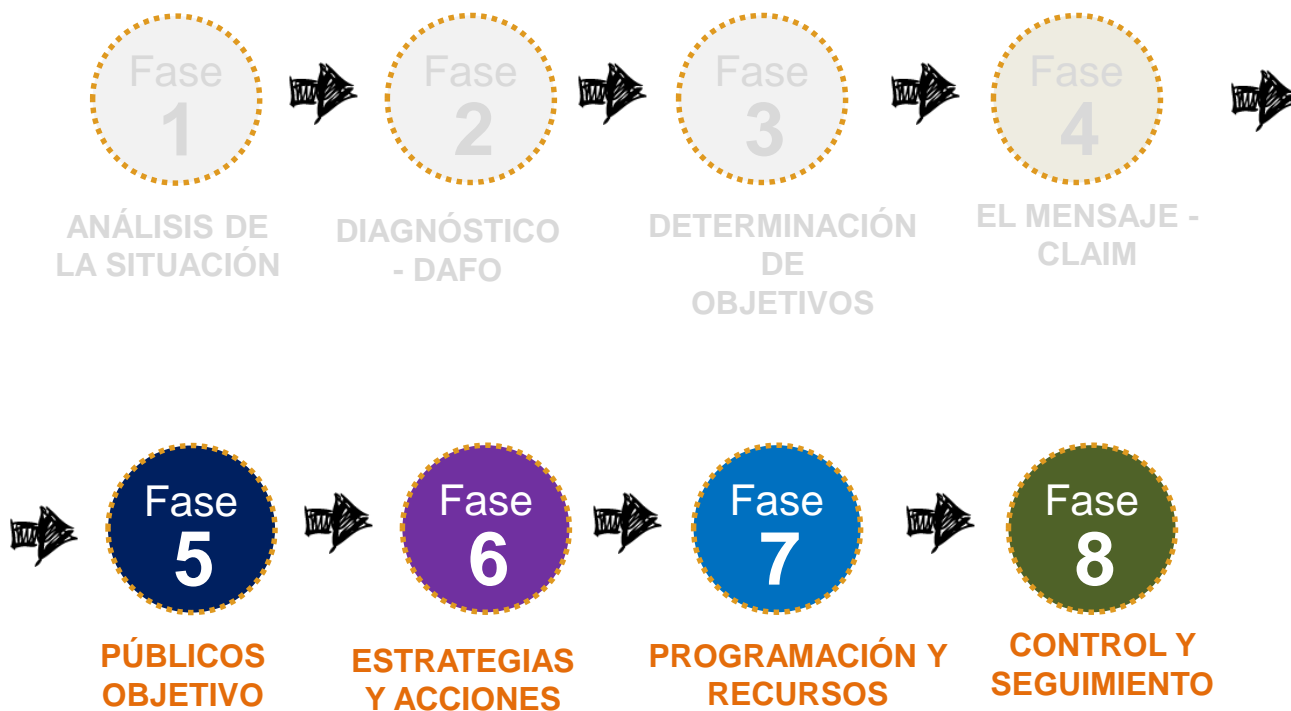 Fase
1
Fase
2
Fase
3
Fase
4
ANÁLISIS DE
LA SITUACIÓN
DIAGNÓSTICO
- DAFO
DETERMINACIÓN
DE
OBJETIVOS
EL MENSAJE -
CLAIM
Fase
5
Fase
6
Fase
7
Fase
8
PÚBLICOS
OBJETIVO
ESTRATEGIAS
Y ACCIONES
PROGRAMACIÓN Y
RECURSOS
CONTROL Y
SEGUIMIENTO